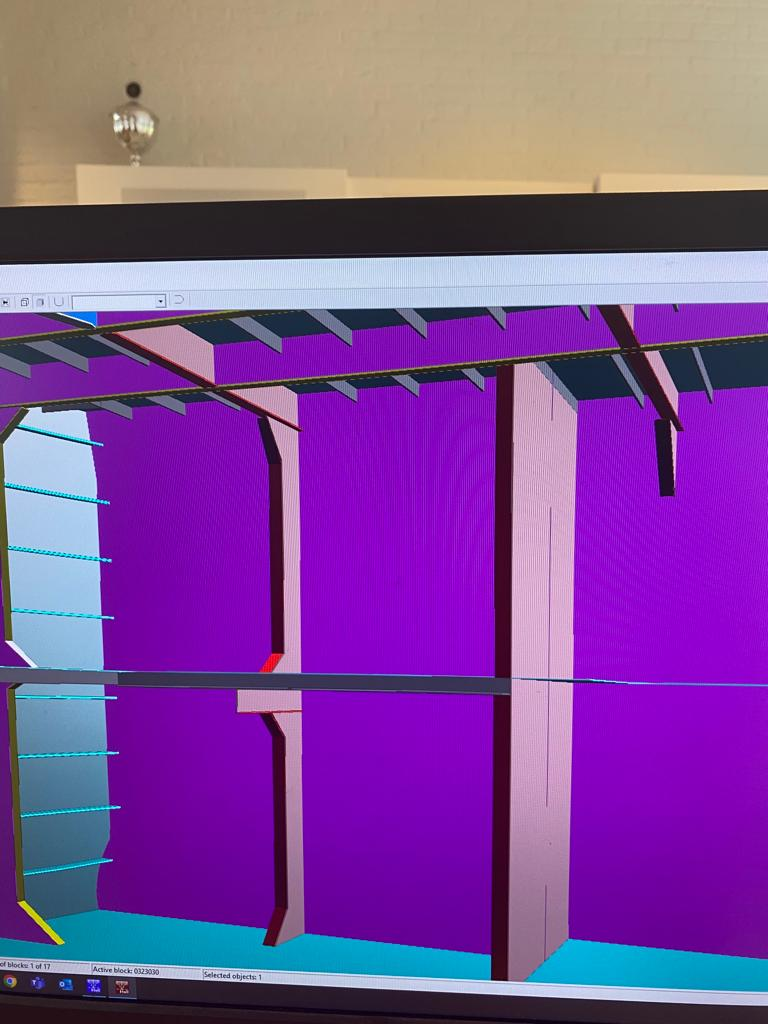 of blocks: 1 of 17
Active block: 0323030
Selected objects: 1